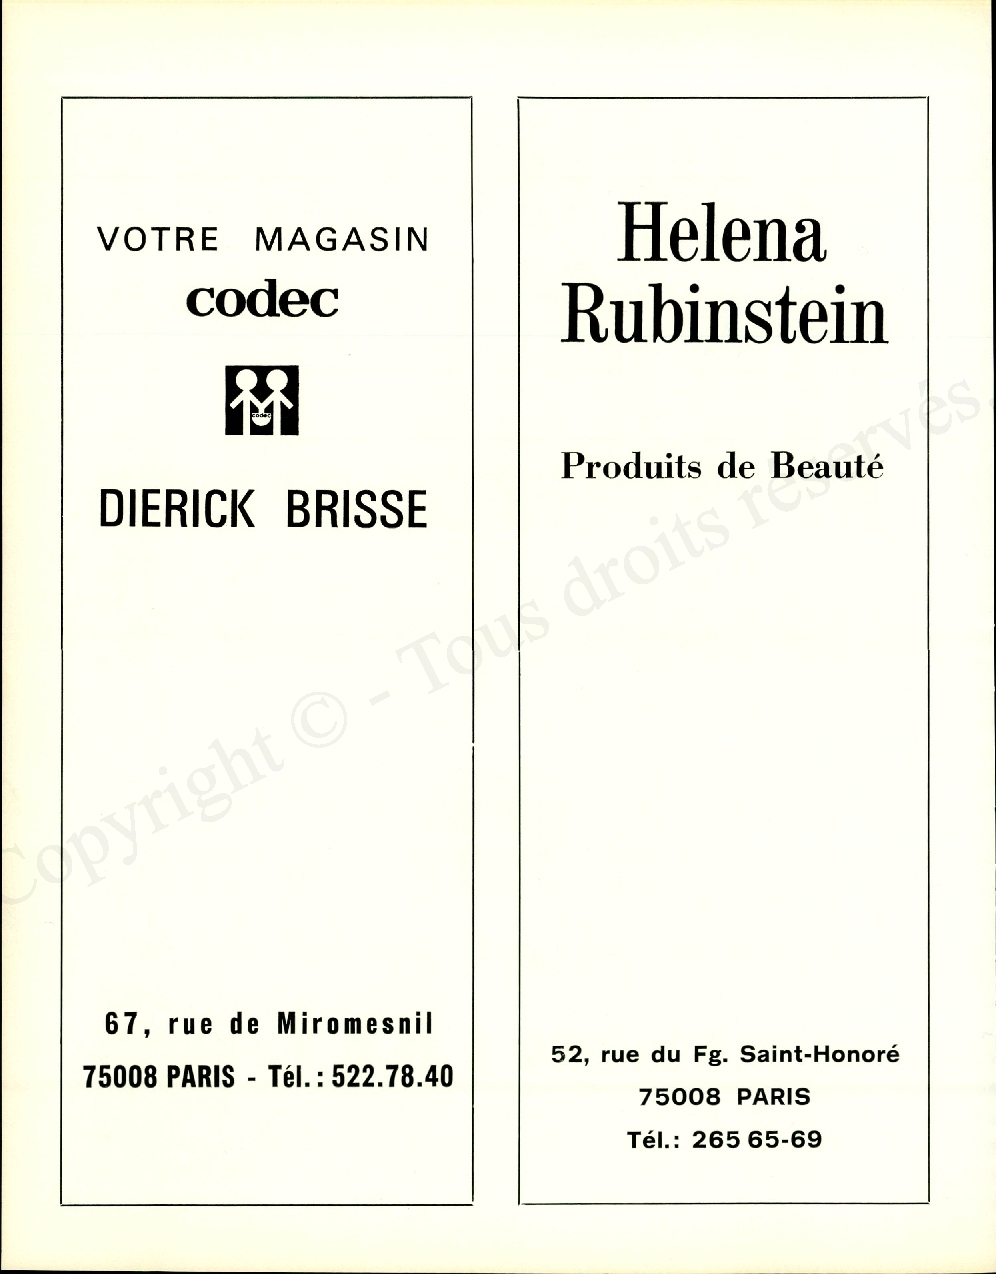 VOTRE MAGASIN
codec
codec
DIERICK BRISSE
67, rue de Miromesnil
75008 PARIS - Tél. : 522.78.40
Helena
Rubinstein
Produits de Beauté
52, rue du Fg. Saint-Honoré
75008 PARIS
Tél.: 265 65-69
Copyright © - Tous droits réservés.